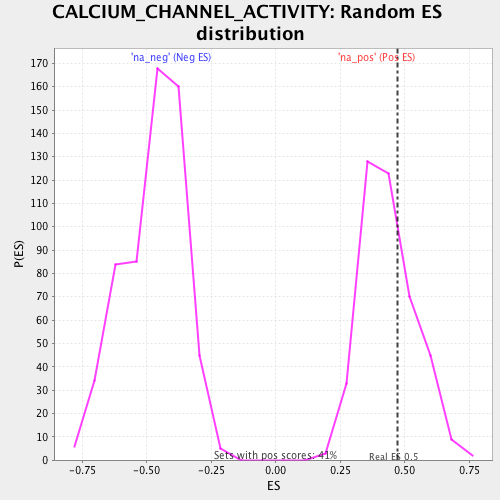 CALCIUM_CHANNEL_ACTIVITY: Random ES
distribution
'na_neg' (Neg ES)
'na_pos' (Pos ES)
170
160
150
140
130
120
110
100
90
80
70
60
50
40
30
20
10
0
P(ES)
Sets with pos scores: 41%
Real ES 0.5
-0.75 -0.50 -0.25 0.00 0.25 0.50 0.75
ES